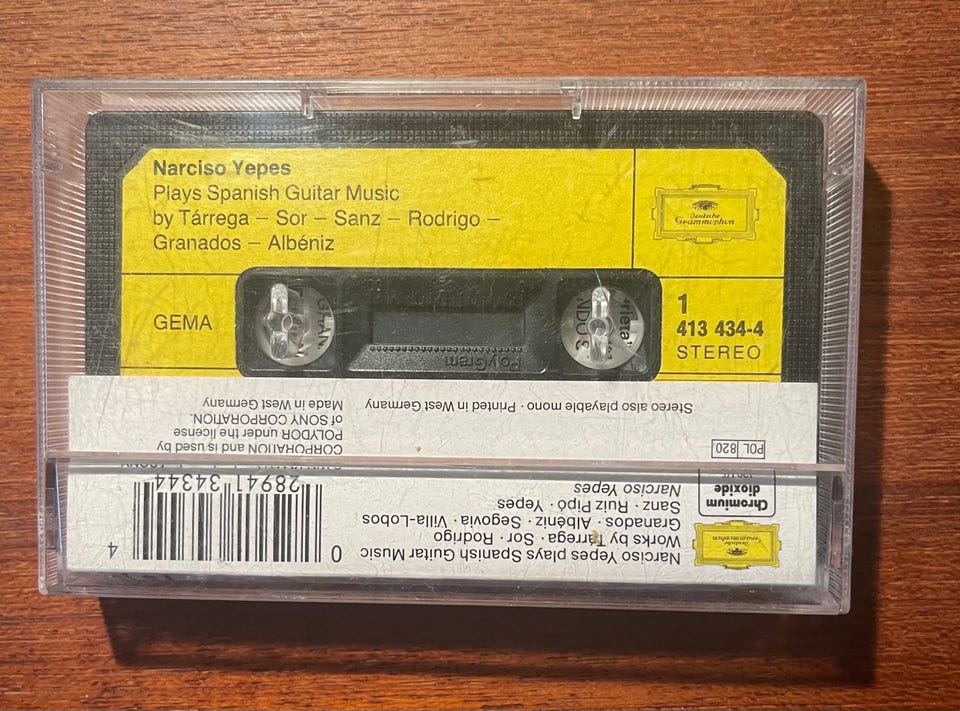 Narciso Yepes
Plays Spanish Guitar Music
by Tárrega – Sor – Sanz – Rodrigo –
Granados – Albéniz
Deutsche
Grammophon
GEMA
1
413 434-4
STEREO
PolyGram
Stereo also playable mono · Printed in West Germany
CORPORATION and is used by
POLYDOR under the license
of SONY CORPORATION.
Made in West Germany
POL 820
Deutsche
Grammophon
Narciso Yepes plays Spanish Guitar Music
Works by Tárrega · Sor · Rodrigo
Granados · Albéniz · Segovia · Villa-Lobos
Sanz · Ruiz Pipó · Yepes
Narciso Yepes
Chromium
dioxide
0 28941 34344 4